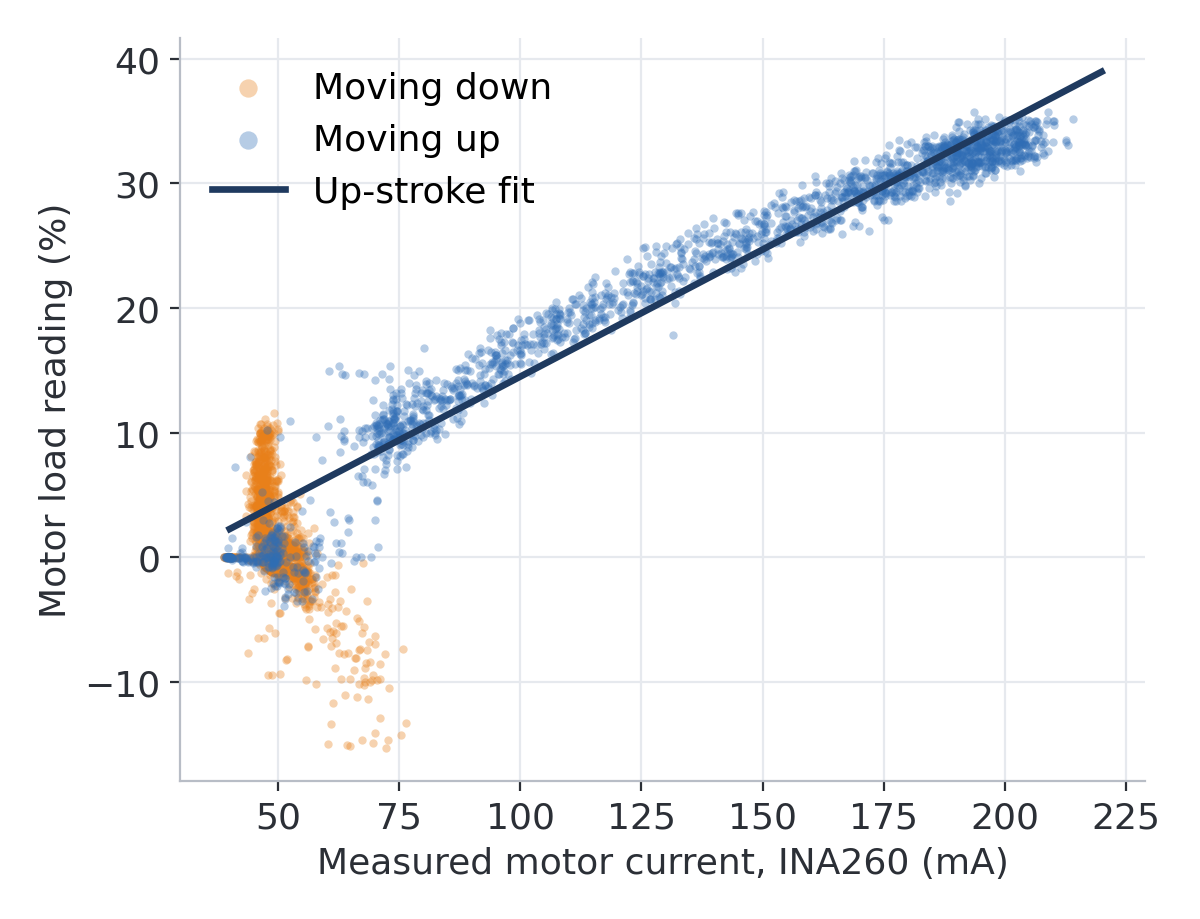 Moving down
Moving up
Up-stroke fit
40
30
20
10
0
−10
Motor load reading (%)
50 75 100 125 150 175 200 225
Measured motor current, INA260 (mA)